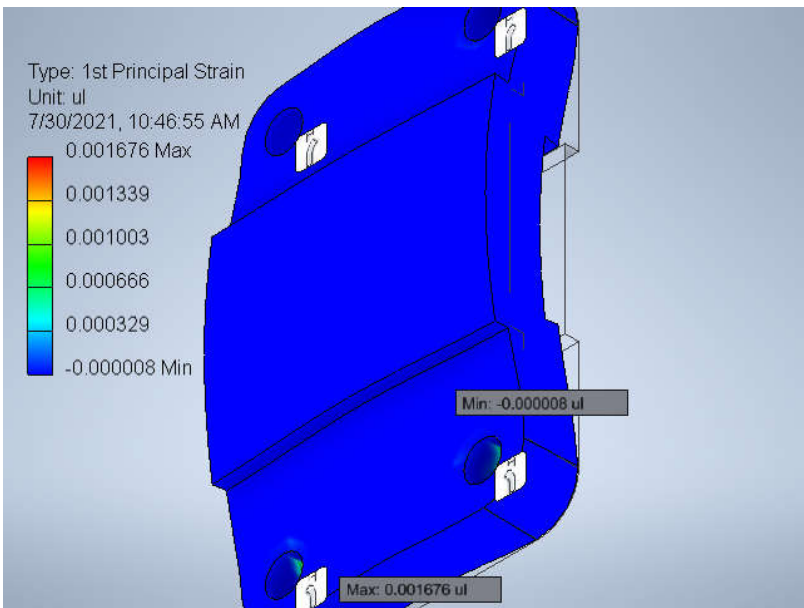 Type: 1st Principal Strain
Unit: ul
7/30/2021, 10:46:55 AM
0.001676 Max
0.001339
0.001003
0.000666
0.000329
-0.000008 Min
Min: -0.000008 ul
Max: 0.001676 ul